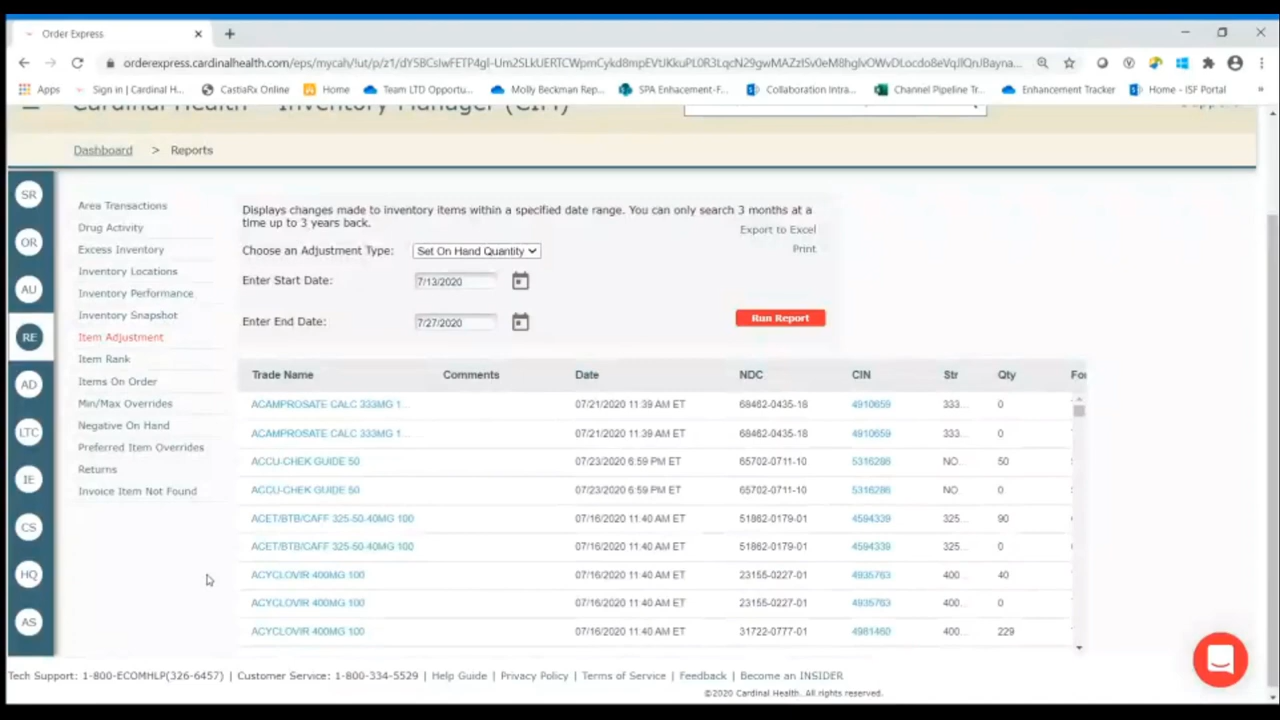 Order Express
orderexpress.cardinalhealth.com/eps/mycah/!ut/p/z1/
Apps Sign in | Cardinal H... CastiaRx Online Home Team LTD Opportu... Molly Beckman Rep... SPA Enhacement-F... Collaboration Intra... Channel Pipeline Tr... Enhancement Tracker Home - ISF Portal »
Cardinal Health Inventory Manager (CIM)
Dashboard > Reports
SR
OR
AU
RE
AD
LTC
IE
CS
HQ
AS
Area Transactions
Drug Activity
Excess Inventory
Inventory Locations
Inventory Performance
Inventory Snapshot
Item Adjustment
Item Rank
Items On Order
Min/Max Overrides
Negative On Hand
Preferred Item Overrides
Returns
Invoice Item Not Found
Displays changes made to inventory items within a specified date range. You can only search 3 months at a
time up to 3 years back.
Export to Excel
Print
Choose an Adjustment Type: Set On Hand Quantity
Enter Start Date: 7/13/2020
Enter End Date: 7/27/2020
Run Report
Trade Name Comments Date NDC CIN Str Qty For
ACAMPROSATE CALC 333MG 1... 07/21/2020 11:39 AM ET 68462-0435-18 4910659 333... 0
ACAMPROSATE CALC 333MG 1... 07/21/2020 11:39 AM ET 68462-0435-18 4910659 333... 0
ACCU-CHEK GUIDE 50 07/23/2020 6:59 PM ET 65702-0711-10 5316286 NO... 50
ACCU-CHEK GUIDE 50 07/23/2020 6:59 PM ET 65702-0711-10 5316286 NO 0
ACET/BTB/CAFF 325-50-40MG 100 07/16/2020 11:40 AM ET 51862-0179-01 4594339 325... 90
ACET/BTB/CAFF 325-50-40MG 100 07/16/2020 11:40 AM ET 51862-0179-01 4594339 325... 0
ACYCLOVIR 400MG 100 07/16/2020 11:40 AM ET 23155-0227-01 4935763 400... 40
ACYCLOVIR 400MG 100 07/16/2020 11:40 AM ET 23155-0227-01 4935763 400... 0
ACYCLOVIR 400MG 100 07/16/2020 11:40 AM ET 31722-0777-01 4981460 400... 229
Tech Support: 1-800-ECOMHLP(326-6457) | Customer Service: 1-800-334-5529 | Help Guide | Privacy Policy | Terms of Service | Feedback | Become an INSIDER
©2020 Cardinal Health. All rights reserved.